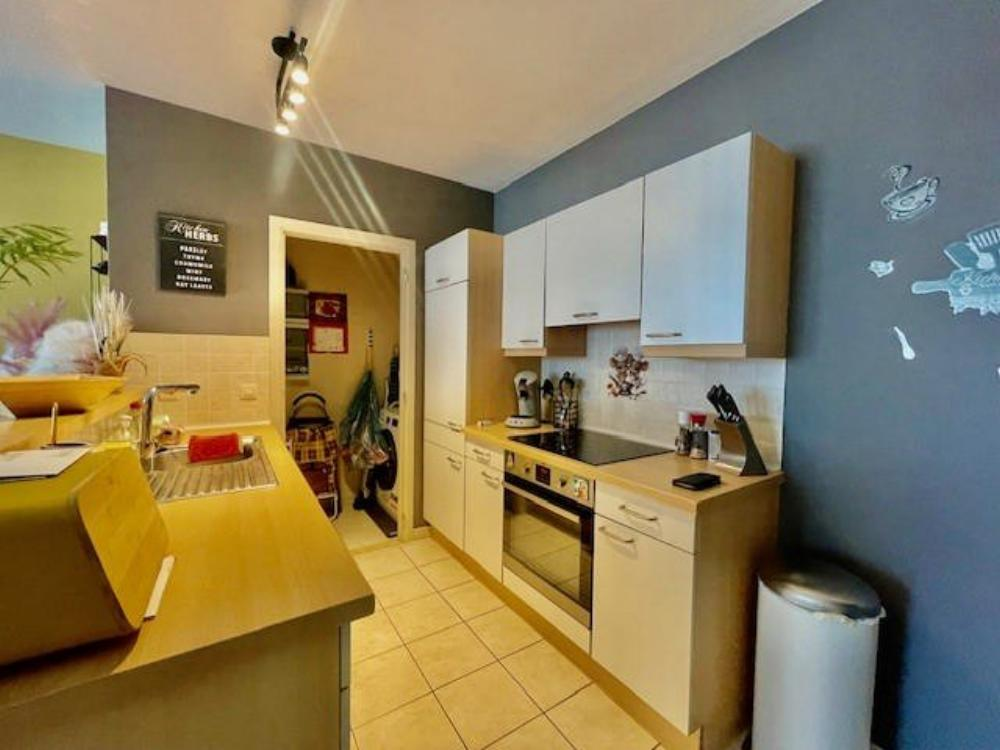 Kitchen
HERBS
PARSLEY
THYME
CHAMOMILE
MINT
ROSEMARY
BAY LEAVES